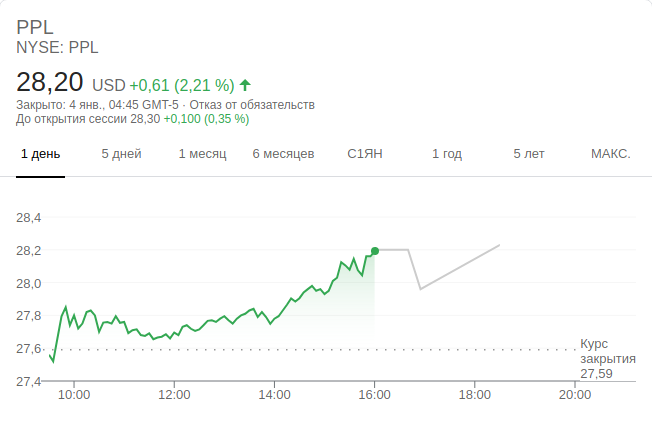 PPL
NYSE: PPL
28,20 USD +0,61 (2,21 %)
Закрыто: 4 янв., 04:45 GMT-5 · Отказ от обязательств
До открытия сессии 28,30 +0,100 (0,35 %)
1 день 5 дней 1 месяц 6 месяцев С1ЯН 1 год 5 лет МАКС.
28,4
28,2
28,0
27,8
27,6
27,4
Курс
закрытия
27,59
10:00 12:00 14:00 16:00 18:00 20:00